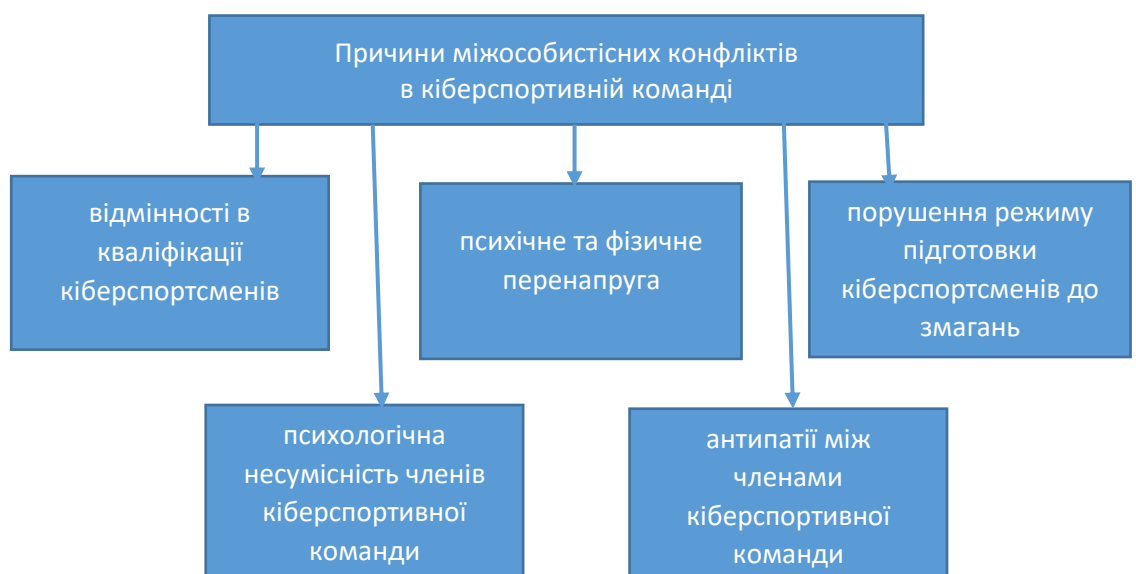 Причини міжособистісних конфліктів
в кіберспортивній команді
відмінності в
кваліфікації
кіберспортсменів
психічне та фізичне
перенапруга
порушення режиму
підготовки
кіберспортсменів до
змагань
психологічна
несумісність членів
кіберспортивної
команди
антипатії між
членами
кіберспортивної
команди